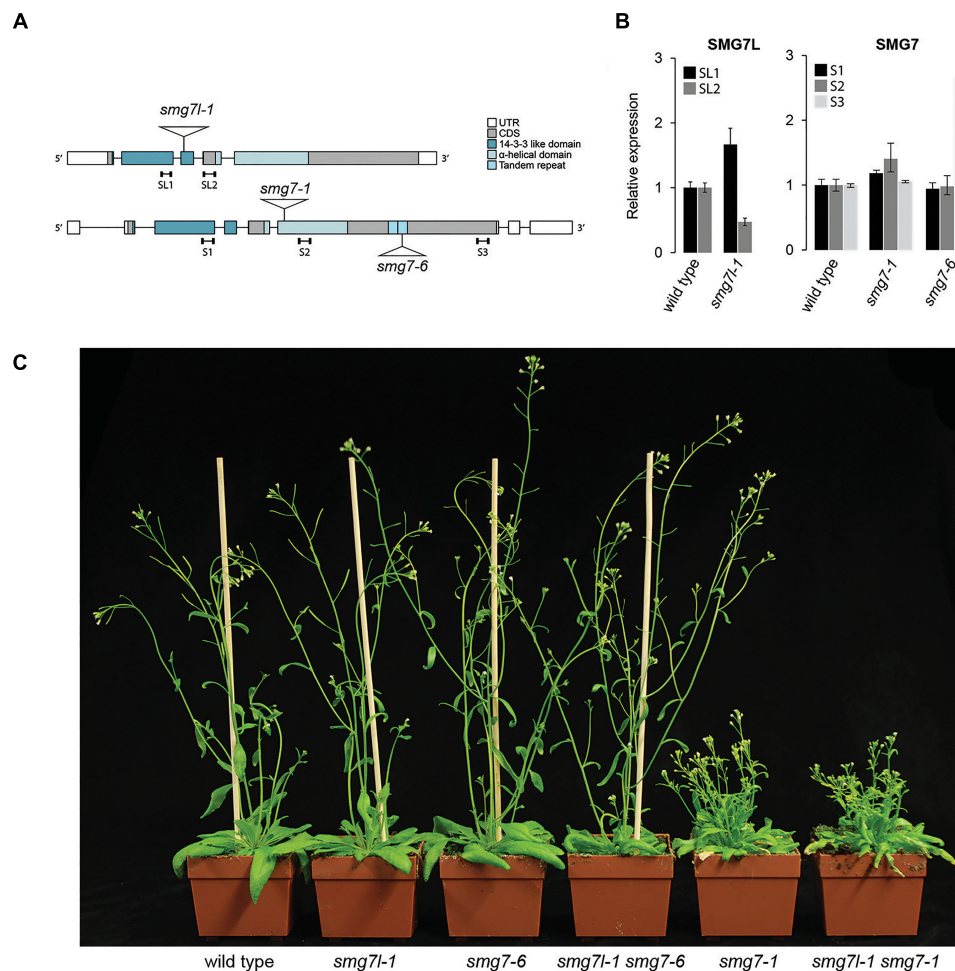 A
smg7l-1
5′ 3′
SL1 SL2
smg7-1
5′ 3′
S1 S2 S3
smg7-6
UTR
CDS
14-3-3 like domain
α-helical domain
Tandem repeat
B
SMG7L
SL1
SL2
Relative expression
3
2
1
0
wild type
smg7l-1
SMG7
S1
S2
S3
3
2
1
0
wild type
smg7-1
smg7-6
C
wild type smg7l-1 smg7-6 smg7l-1 smg7-6 smg7-1 smg7l-1 smg7-1